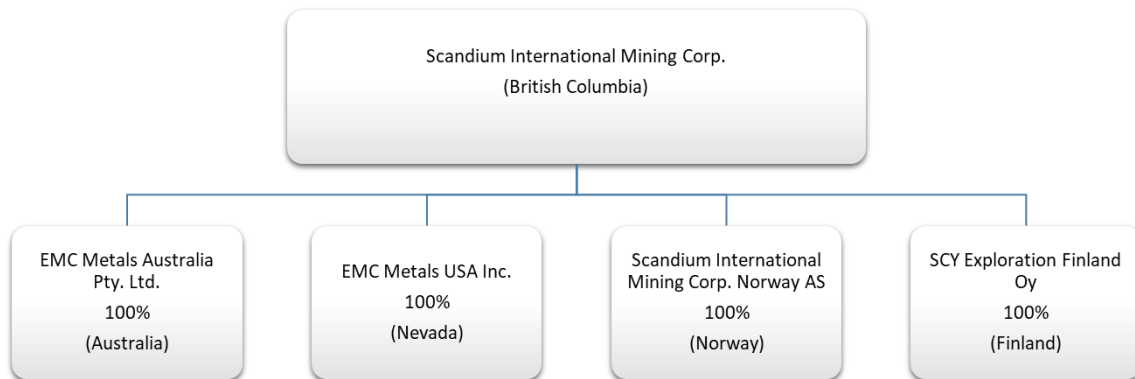 Scandium International Mining Corp.
(British Columbia)
EMC Metals Australia
Pty. Ltd.
100%
(Australia)
EMC Metals USA Inc.
100%
(Nevada)
Scandium International
Mining Corp. Norway AS
100%
(Norway)
SCY Exploration Finland
Oy
100%
(Finland)